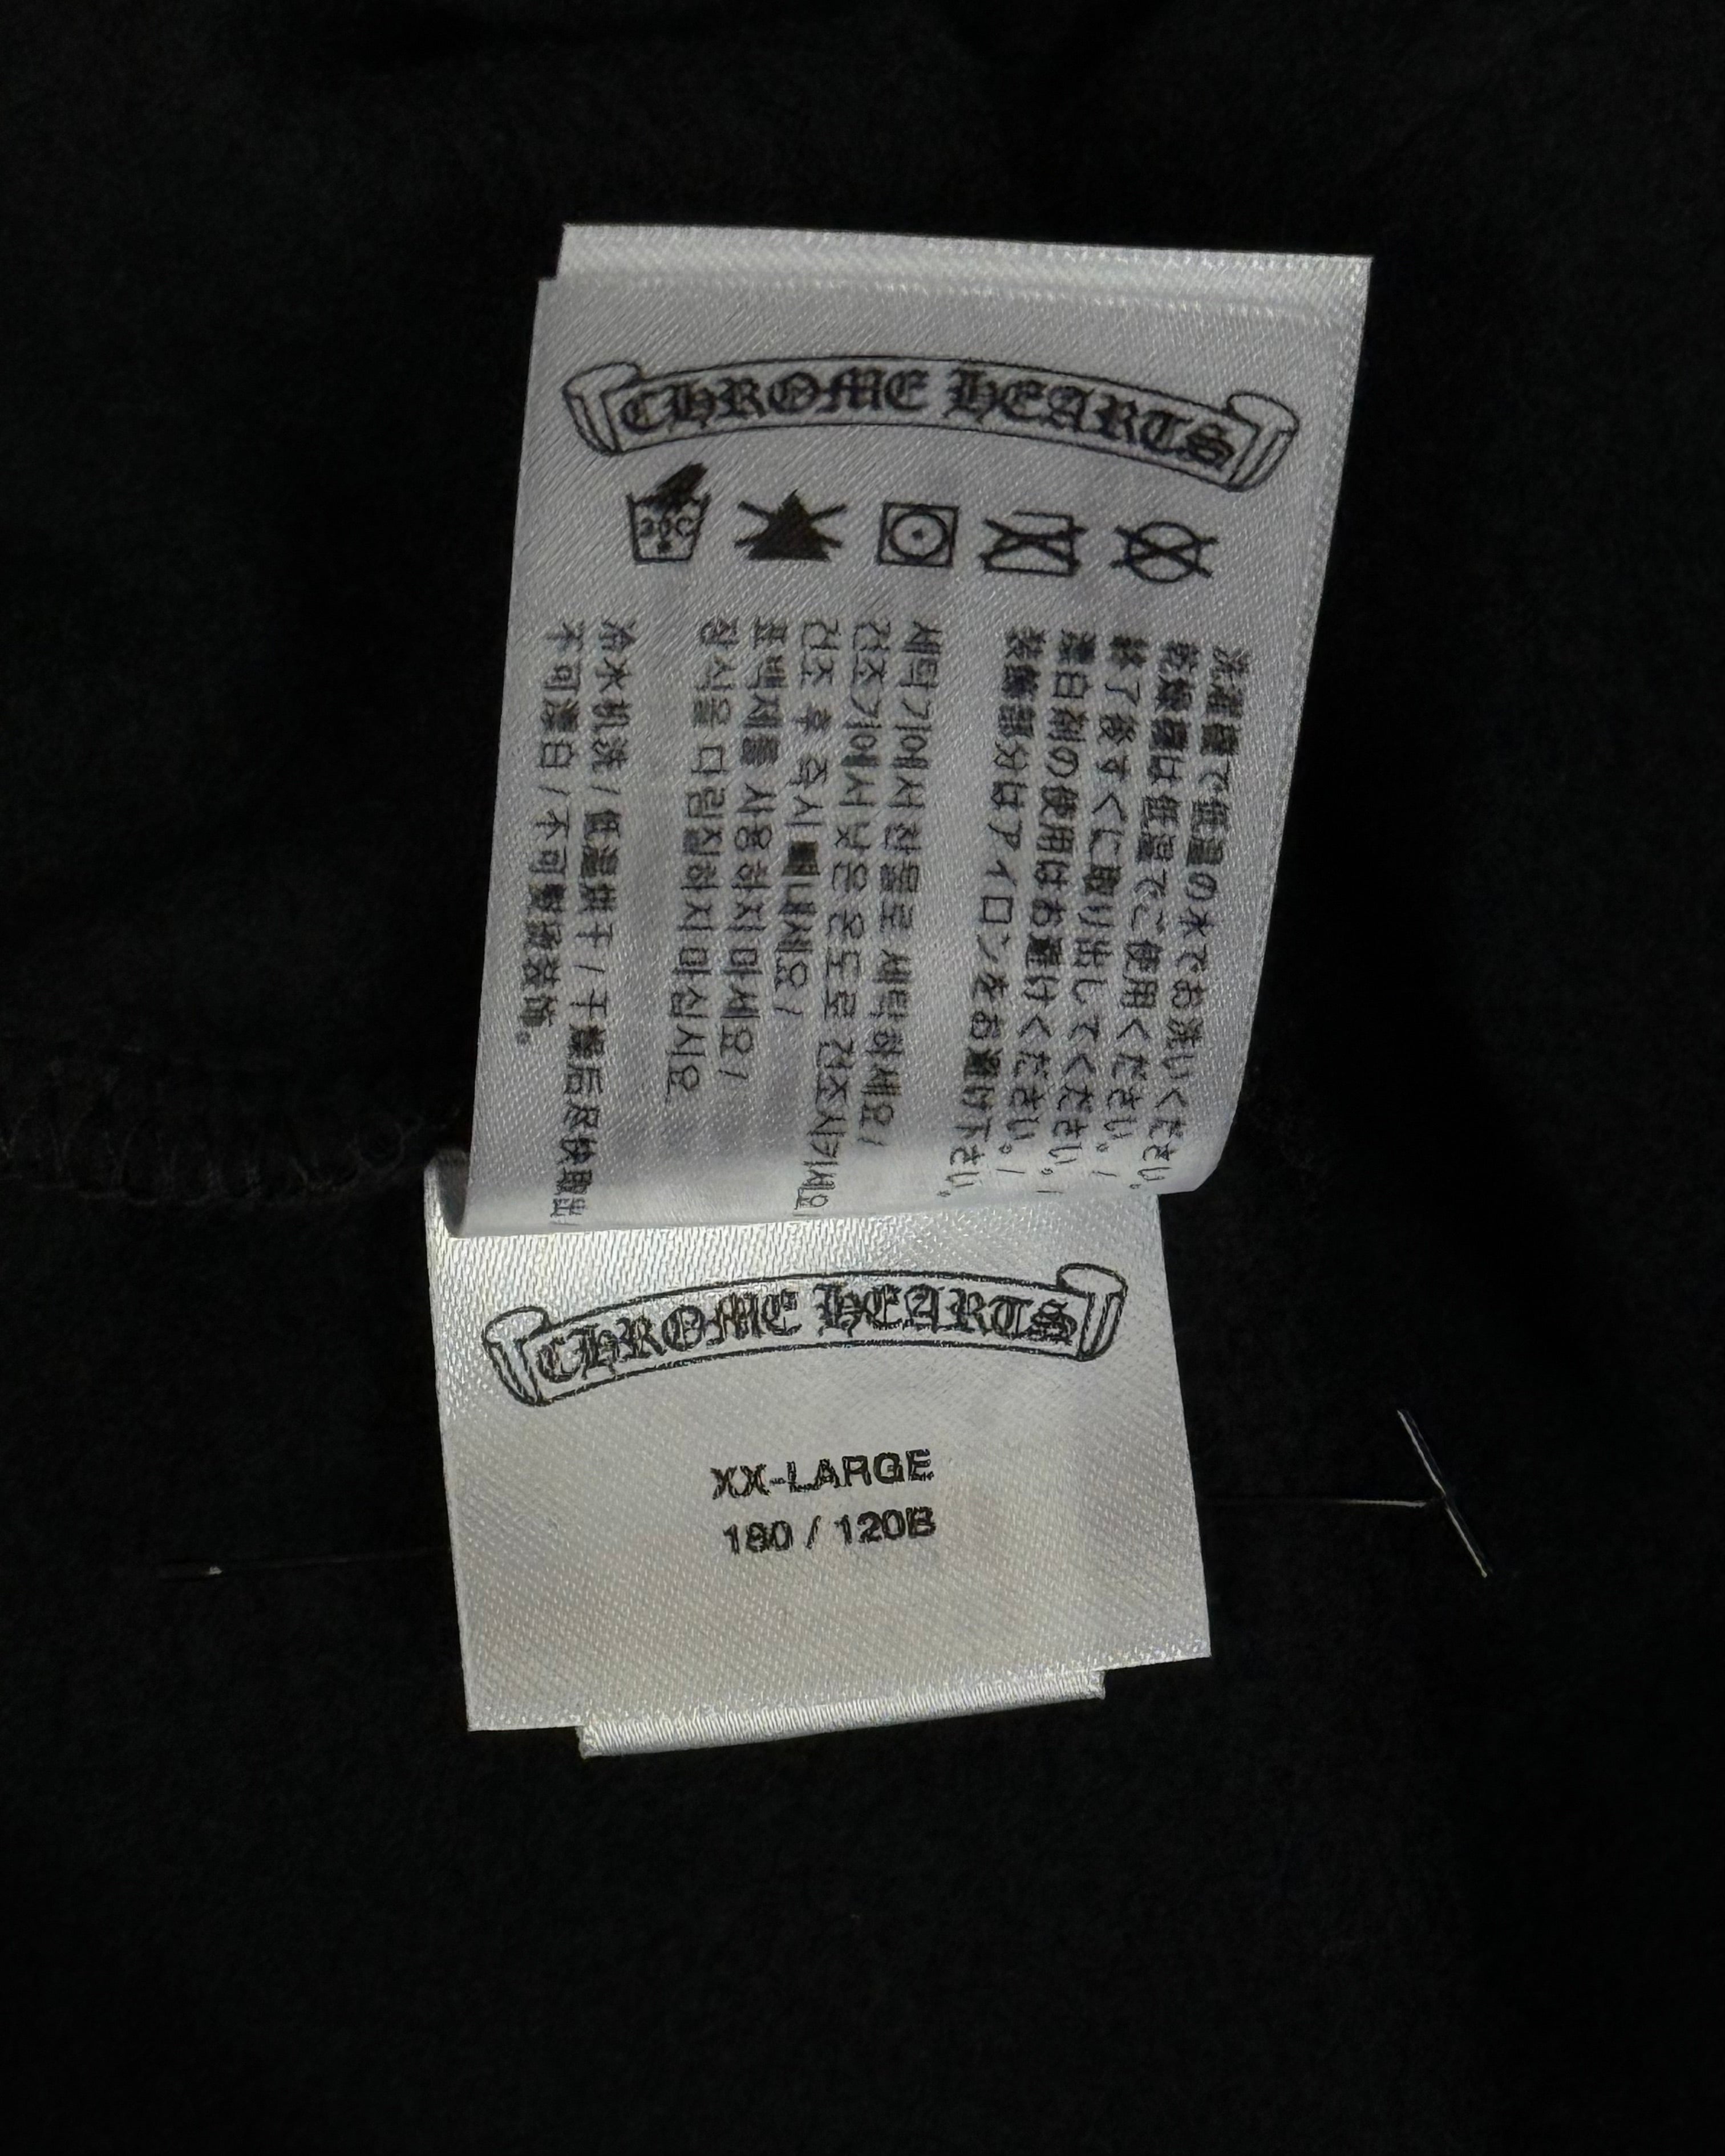 CHROME HEARTS
30C
洗濯機で低温の水でお洗いください。/
乾燥機は低温でご使用ください。/
終了後すぐに取り出してください。/
漂白剤の使用はお避けください。/
装飾部分はアイロンをお避け下さい。
세탁기에서 찬물로 세탁하세요/
건조기에서 낮은 온도로 건조시키세요/
건조 후 즉시 빼내세요/
표백제를 사용하지 마세요/
장식을 다림질하지 마십시요
冷水机洗/低温烘干/干燥后尽快取出/
不可漂白/不可熨烫装饰。
CHROME HEARTS
XX-LARGE
180 / 120B